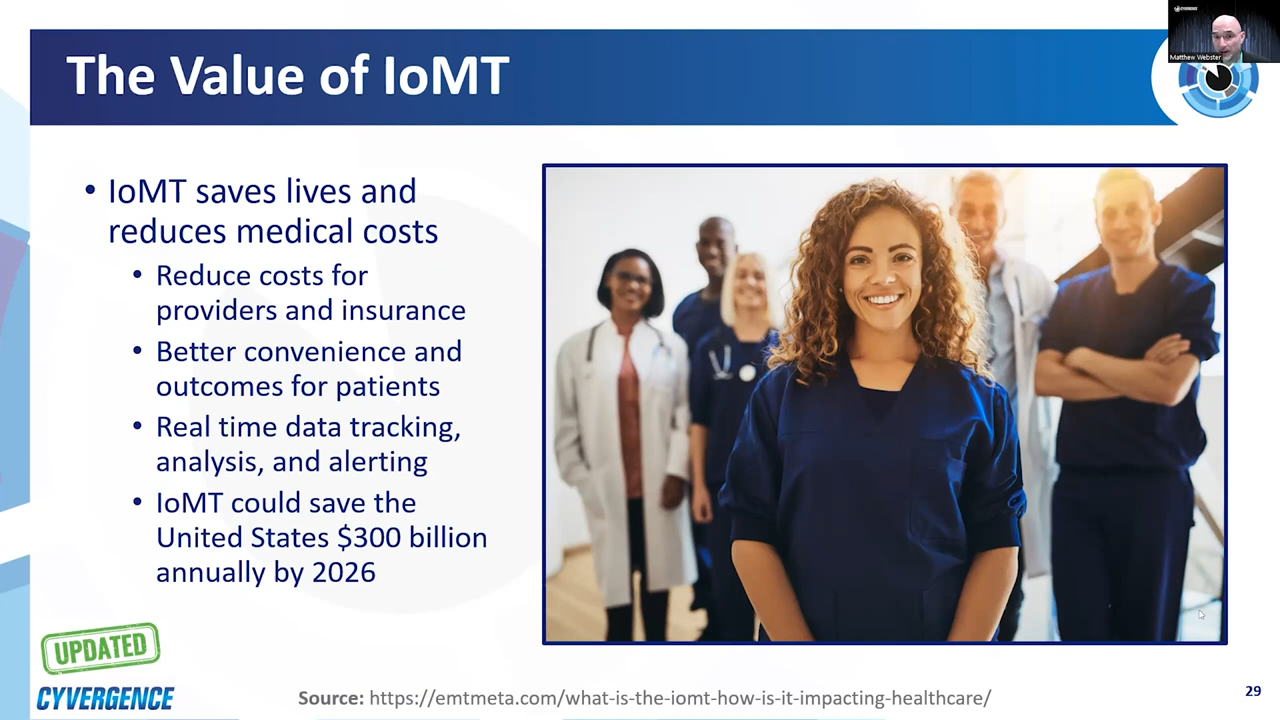 CYVERGENCE
Matthew Webster
The Value of IoMT
• IoMT saves lives and
reduces medical costs
• Reduce costs for
providers and insurance
• Better convenience and
outcomes for patients
• Real time data tracking,
analysis, and alerting
• IoMT could save the
United States $300 billion
annually by 2026
UPDATED
CYVERGENCE
Source: https://emtmeta.com/what-is-the-iomt-how-is-it-impacting-healthcare/
29